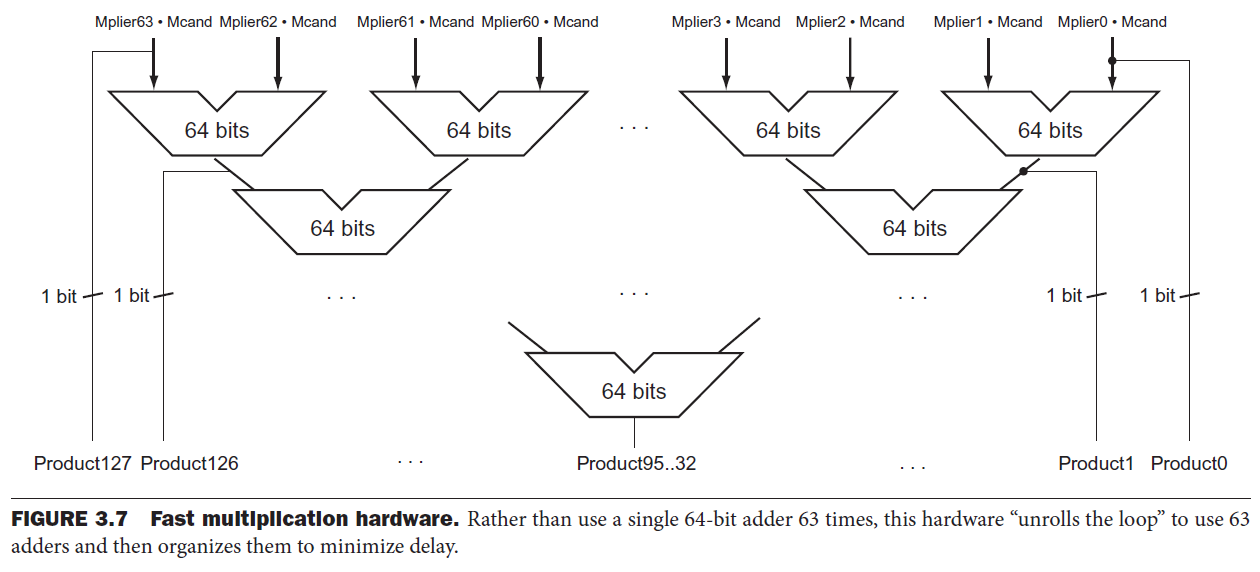 Mplier63 • Mcand Mplier62 • Mcand Mplier61 • Mcand Mplier60 • Mcand Mplier3 • Mcand Mplier2 • Mcand Mplier1 • Mcand Mplier0 • Mcand
64 bits 64 bits . . . 64 bits 64 bits
64 bits 64 bits
1 bit 1 bit . . . . . . . . . 1 bit 1 bit
64 bits
Product127 Product126 . . . Product95..32 . . . Product1 Product0
FIGURE 3.7 Fast multiplication hardware. Rather than use a single 64-bit adder 63 times, this hardware “unrolls the loop” to use 63
adders and then organizes them to minimize delay.